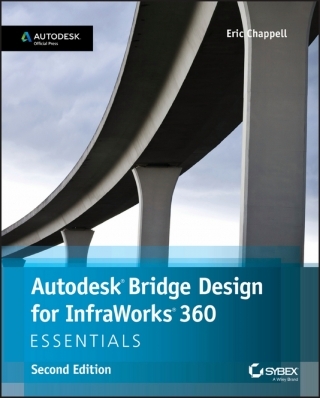 AUTODESK
Official Press
Eric Chappell
Autodesk® Bridge Design
for InfraWorks® 360
ESSENTIALS
Second Edition
SYBEX
A Wiley Brand